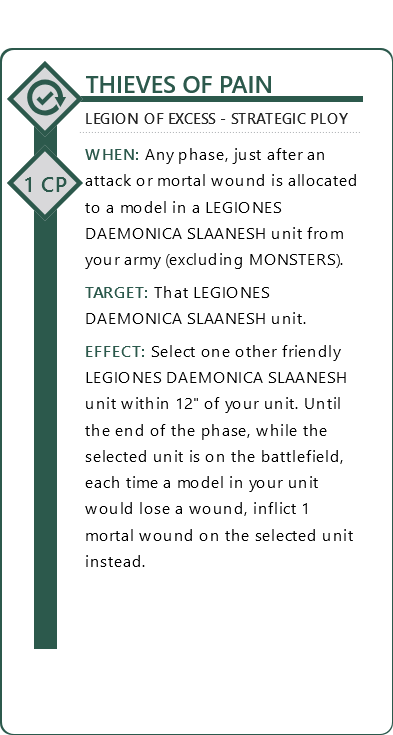 THIEVES OF PAIN
LEGION OF EXCESS - STRATEGIC PLOY
1 CP
WHEN: Any phase, just after an
attack or mortal wound is allocated
to a model in a LEGIONES
DAEMONICA SLAANESH unit from
your army (excluding MONSTERS).
TARGET: That LEGIONES
DAEMONICA SLAANESH unit.
EFFECT: Select one other friendly
LEGIONES DAEMONICA SLAANESH
unit within 12" of your unit. Until
the end of the phase, while the
selected unit is on the battlefield,
each time a model in your unit
would lose a wound, inflict 1
mortal wound on the selected unit
instead.